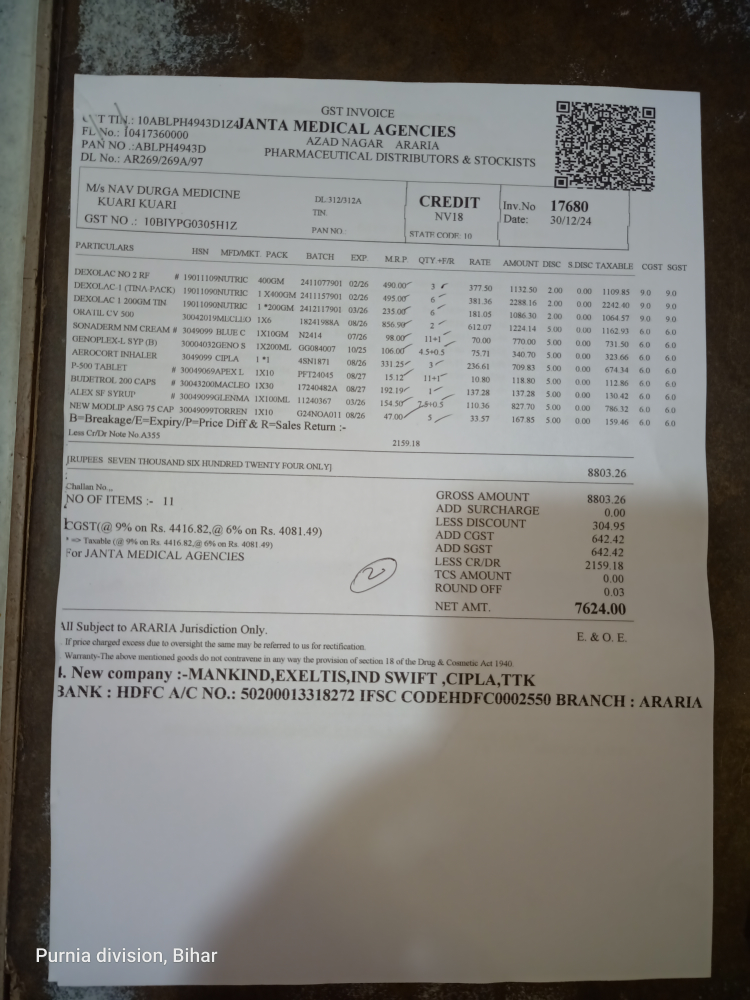 GST INVOICE
TIN.: 10ABLPH4943D1Z4 JANTA MEDICAL AGENCIES
FL No.: 10417360000 AZAD NAGAR ARARIA
PAN NO .:ABLPH4943D PHARMACEUTICAL DISTRIBUTORS & STOCKISTS
DL No.: AR269/269A/97
M/s NAV DURGA MEDICINE DL:312/312A CREDIT Inv.No 17680
KUARI KUARI TIN. NV18 Date: 30/12/24
GST NO .: 10BIYPG0305H1Z PAN NO: STATE CODE: 10
PARTICULARS HSN MFD/MKT. PACK BATCH EXP. M.R.P QTY.+F/R RATE AMOUNT DISC S.DISC TAXABLE CGST SGST
DEXOLAC NO 2 RF # 19011109NUTRIC 400GM 2411077901 02/26 490.00 3 377.50 1132.50 2.00 0.00 1109.85 9.0 9.0
DEXOLAC-1 (TINA-PACK) 19011090NUTRIC 1 X400GM 2411157901 02/26 495.00 6 381.36 2288.16 2.00 0.00 2242.40 9.0 9.0
DEXOLAC 1 200GM TIN 19011090NUTRIC 1 *200GM 2412117901 03/26 235.00 6 181.05 1086.30 2.00 0.00 1064.57 9.0 9.0
CV 500 30042019MLCLEO 1X6 18241988A 08/26 856.90 2 612.07 1224.14 5.00 0.00 1162.93 6.0 6.0
SONADERM NM CREAM # 3049099 BLUE C 1X10GM N2414 07/26 98.00 11+1 70.00 770.00 5.00 0.00 731.50 6.0 6.0
GENOPLEX-L SYP (B) 30004032GENO S 1X200ML GG084007 10/25 106.00 4.5+0.5 75.71 340.70 5.00 0.00 323.66 6.0 6.0
AEROCORT INHALER 3049099 CIPLA 1 *1 4SN1871 08/26 331.25 3 236.61 709.83 5.00 0.00 674.34 6.0 6.0
P-500 TABLET # 30049069APEX L 1X10 PFT24045 08/27 15.12 11+1 10.80 118.80 5.00 0.00 112.86 6.0 6.0
BUDETROL 200 CAPS # 30043200MACLEO 1X30 17240482A 08/27 192.19 1 137.28 137.28 5.00 0.00 130.42 6.0 6.0
ALEX SF SYRUP # 30049099GLENMA 1X100ML 11240367 03/26 154.50 7.5+0.5 110.36 827.70 5.00 0.00 786.32 6.0 6.0
NEW MODLIP ASG 75 CAP 30049099TORREN 1X10 G24NOA011 08/26 47.00 5 33.57 167.85 5.00 0.00 159.46 6.0 6.0
B=Breakage/E=Expiry/P=Price Diff & R=Sales Return :-
Less Cr/Dr Note No.A355 2159.18
[RUPEES SEVEN THOUSAND SIX HUNDRED TWENTY FOUR ONLY] 8803.26
Challan No.,,
NO OF ITEMS :- 11
CGST(@ 9% on Rs. 4416.82,@ 6% on Rs. 4081.49)
* => Taxable (@ 9% on Rs. 4416.82,@ 6% on Rs. 4081.49)
For JANTA MEDICAL AGENCIES
2
GROSS AMOUNT 8803.26
ADD SURCHARGE 0.00
LESS DISCOUNT 304.95
ADD CGST 642.42
ADD SGST 642.42
LESS CR/DR 2159.18
TCS AMOUNT 0.00
ROUND OFF 0.03
NET AMT. 7624.00
All Subject to ARARIA Jurisdiction Only. E. & O. E.
If price charged excess due to oversight the same may be referred to us for rectification.
Warranty-The above mentioned goods do not contravene in any way the provision of section 18 of the Drug & Cosmetic Act 1940.
New company :-MANKIND,EXELTIS,IND SWIFT ,CIPLA,TTK
BANK : HDFC A/C NO.: 50200013318272 IFSC CODEHDFC0002550 BRANCH : ARARIA
Purnia division, Bihar